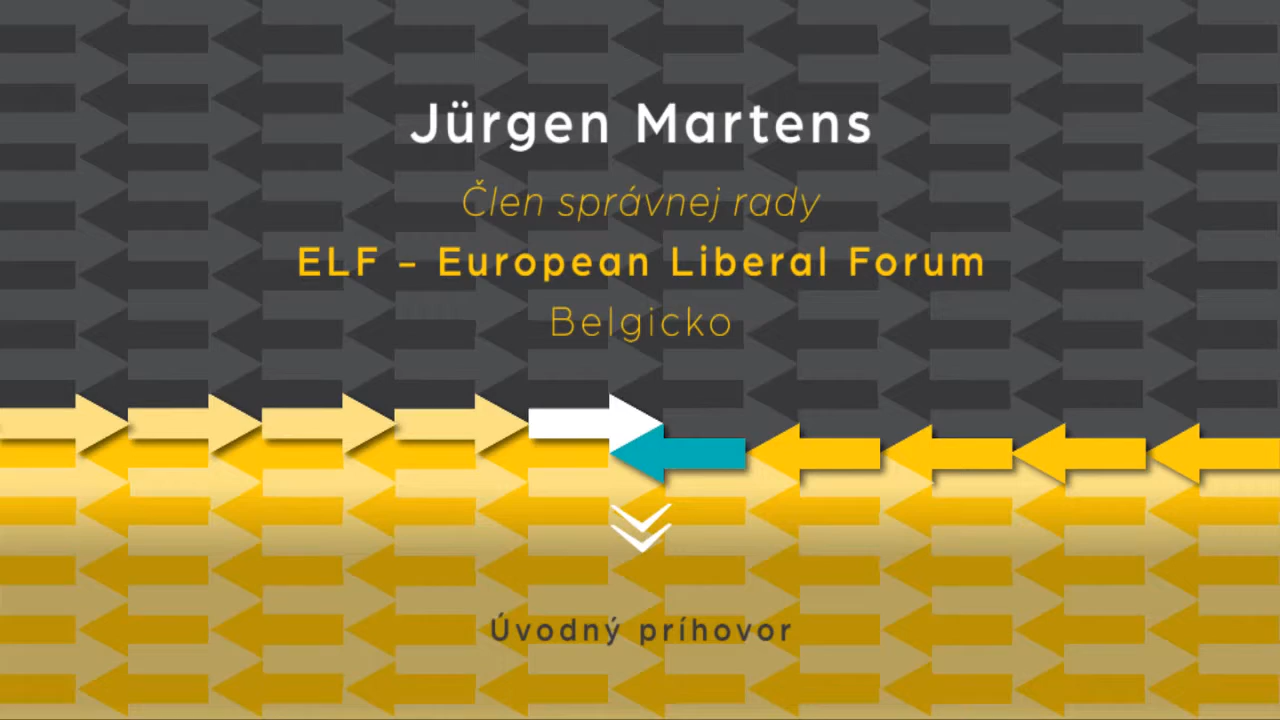 Jürgen Martens
Člen správnej rady
ELF – European Liberal Forum
Belgicko
Úvodný príhovor